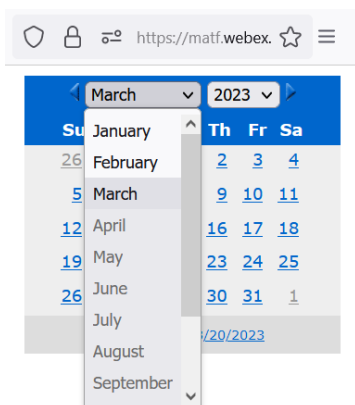 https://matf.webex.
March 2023
Su Th Fr Sa
January
February
March
April
May
June
July
August
September
26 2 3 4
5 9 10 11
12 16 17 18
19 23 24 25
26 30 31 1
/20/2023